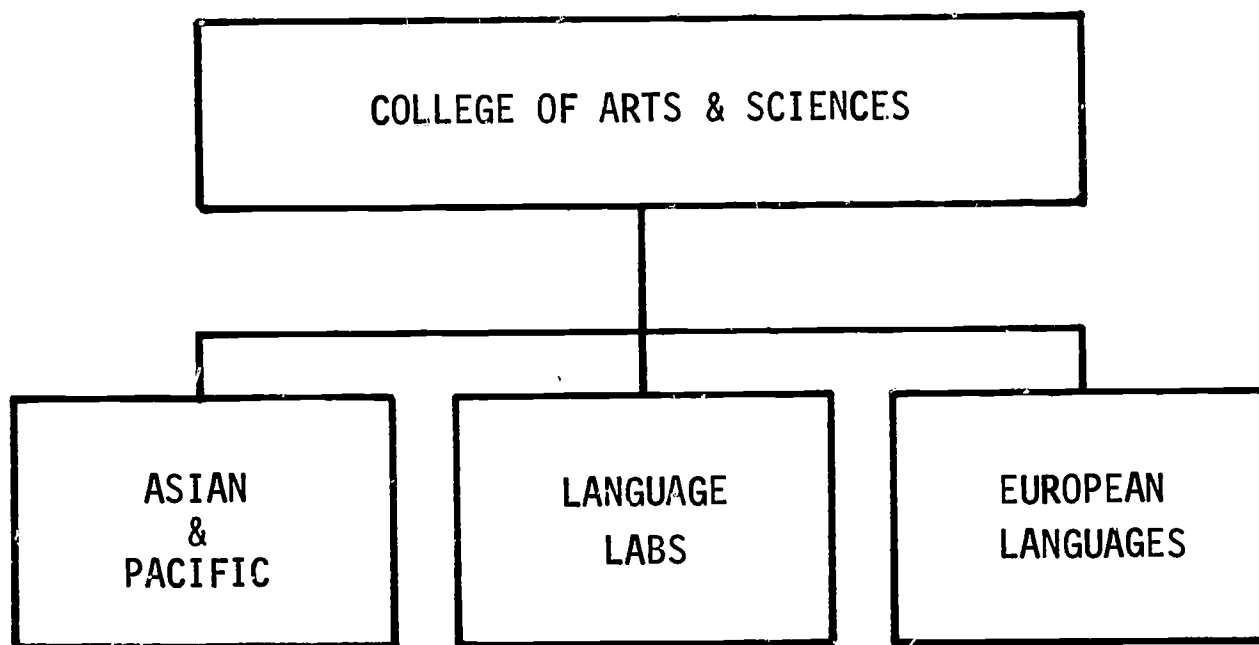 COLLEGE OF ARTS & SCIENCES
ASIAN
&
PACIFIC
LANGUAGE
LABS
EUROPEAN
LANGUAGES